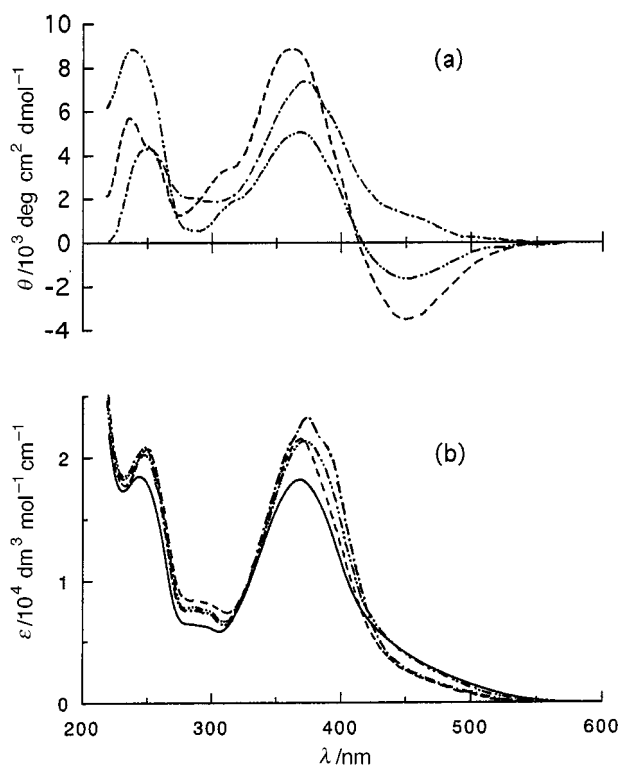 10
(a)
8
6
4
2
0
-2
-4
θ /10³ deg cm² dmol⁻¹
(b)
2
1
0
ε/10⁴ dm³ mol⁻¹ cm⁻¹
200 300 400 500 600
λ /nm